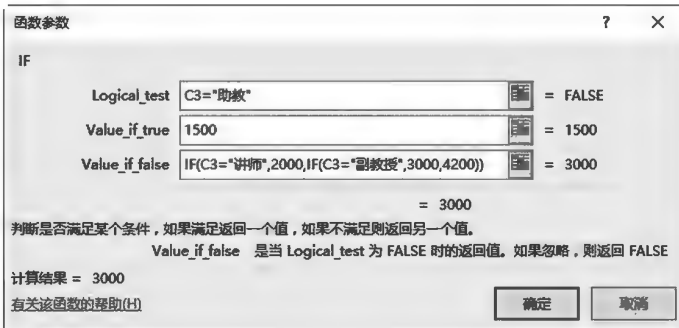 函数参数 ? ×
IF
Logical_test C3="助教" = FALSE
Value_if_true 1500 = 1500
Value_if_false IF(C3="讲师",2000,IF(C3="副教授",3000,4200)) = 3000
= 3000
判断是否满足某个条件，如果满足返回一个值，如果不满足则返回另一个值。
Value_if_false 是当 Logical_test 为 FALSE 时的返回值。如果忽略，则返回 FALSE
计算结果 = 3000
有关该函数的帮助(H) 确定 取消